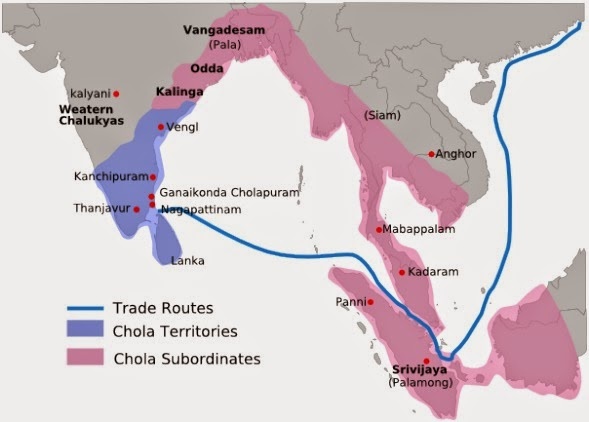 Vangadesam
(Pala)
Odda
Kalinga
kalyani
Weatern
Chalukyas
Vengl
(Siam)
Anghor
Kanchipuram
Ganaikonda Cholapuram
Thanjavur
Nagapattinam
Mabappalam
Lanka
Kadaram
Panni
Trade Routes
Chola Territories
Chola Subordinates
Srivijaya
(Palamong)